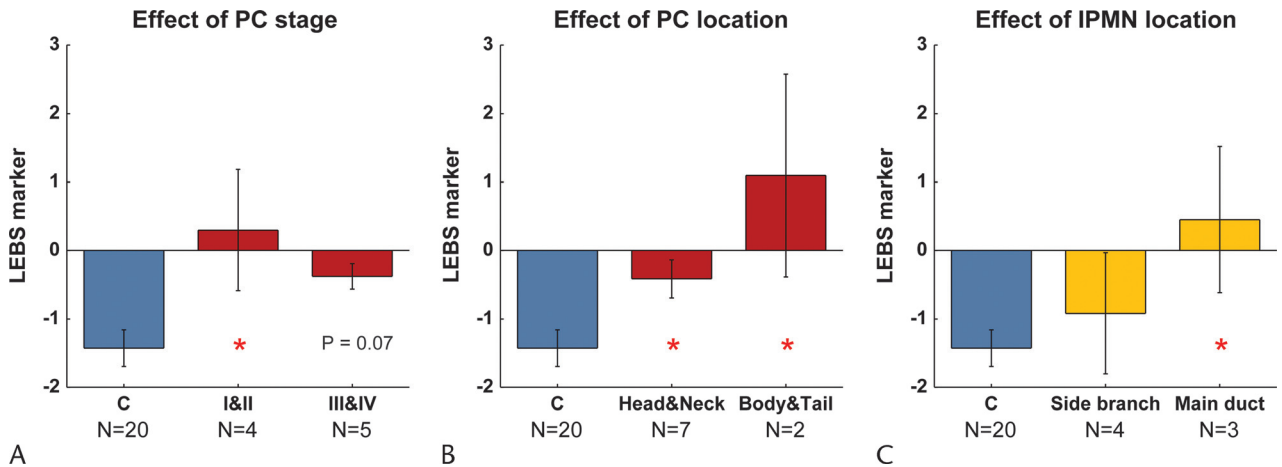 Effect of PC stage
LEBS marker
3
2
1
0
-1
-2
*
P = 0.07
C
I&II
III&IV
N=20
N=4
N=5
A
Effect of PC location
LEBS marker
3
2
1
0
-1
-2
*
*
C
Head&Neck
Body&Tail
N=20
N=7
N=2
B
Effect of IPMN location
LEBS marker
3
2
1
0
-1
-2
*
C
Side branch
Main duct
N=20
N=4
N=3
C